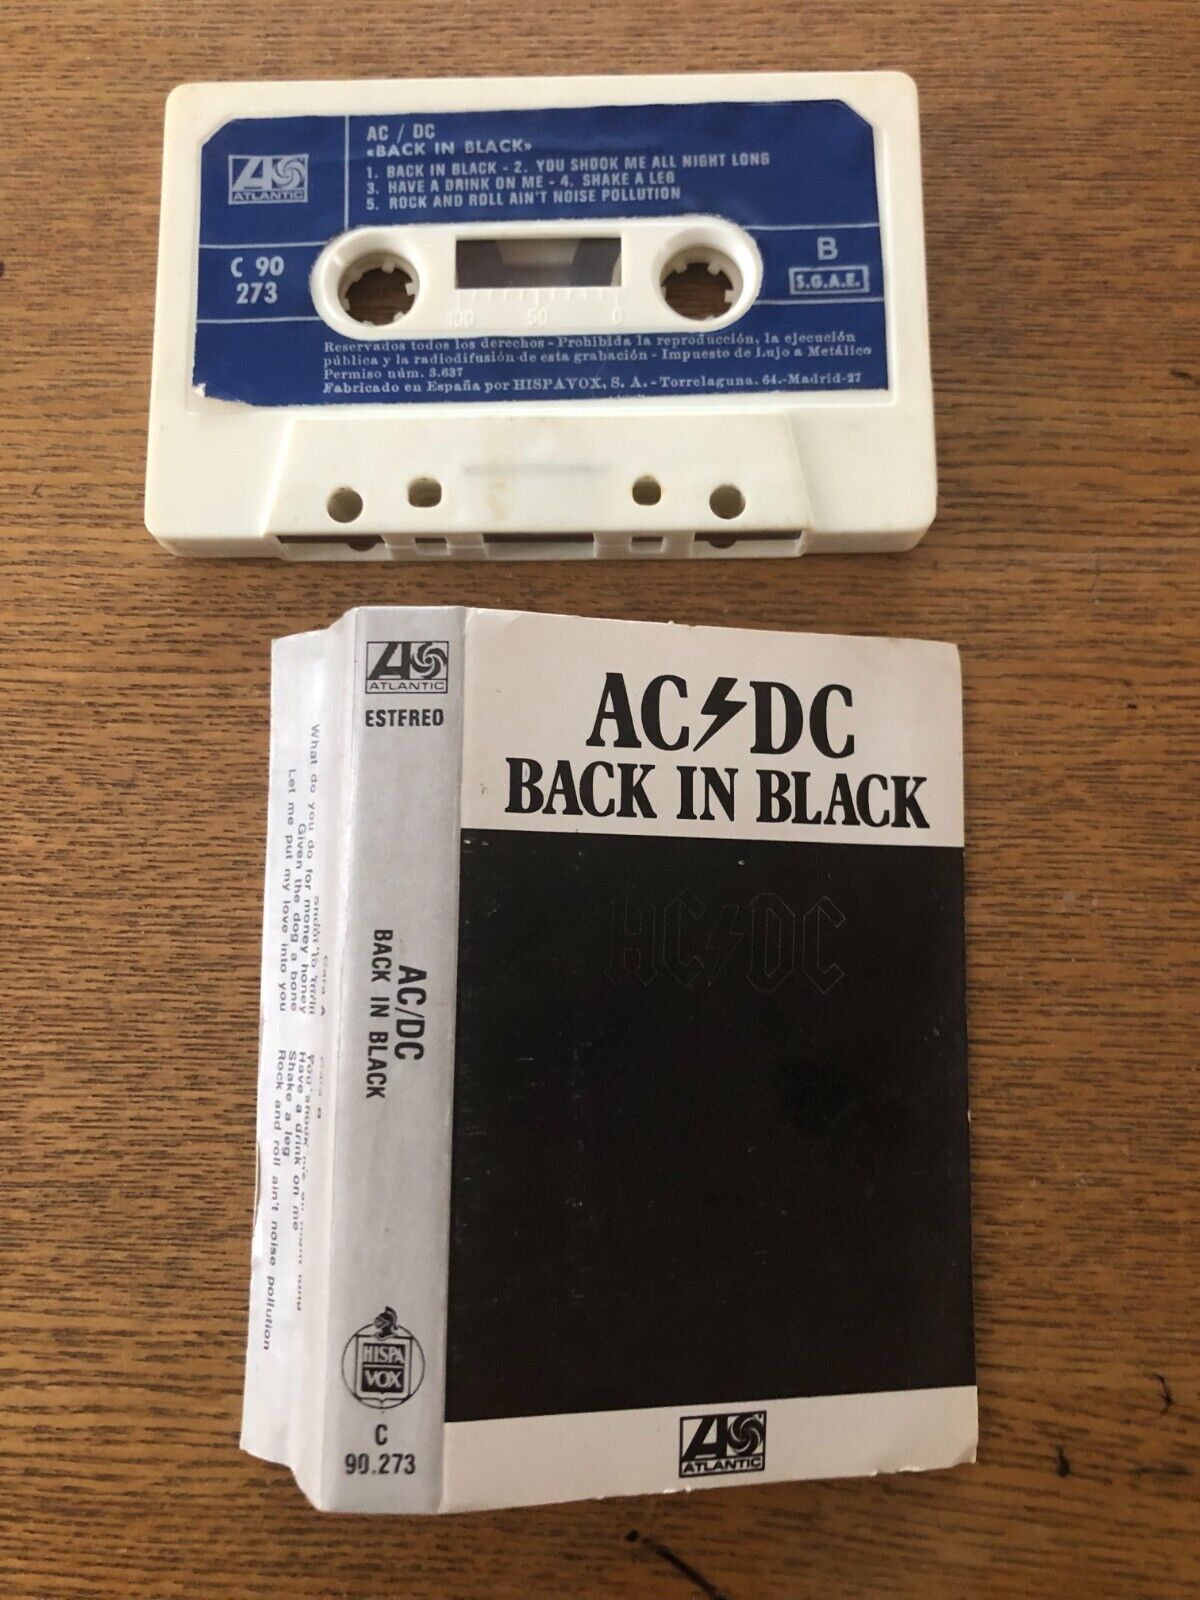 ATLANTIC
AC / DC
«BACK IN BLACK»
1. BACK IN BLACK - 2. YOU SHOOK ME ALL NIGHT LONG
3. HAVE A DRINK ON ME - 4. SHAKE A LEG
5. ROCK AND ROLL AIN'T NOISE POLLUTION
C 90
273
B
S.G.A.E.
100 50 0
Reservados todos los derechos - Prohibida la reproducción, la ejecución
pública y la radiodifusión de esta grabación - Impuesto de Lujo a Metálico
Permiso núm. 3.637
Fabricado en España por HISPAVOX, S. A. - Torrelaguna, 64.-Madrid-27
ATLANTIC
ESTEREO
AC/DC
BACK IN BLACK
HISPA
VOX
C
90.273
AC DC
BACK IN BLACK
AC DC
ATLANTIC
What do you do for money honey
Given the dog a bone
Let me put my love into you
Have a drink on me
Shake a leg
Rock and roll ain't noise pollution